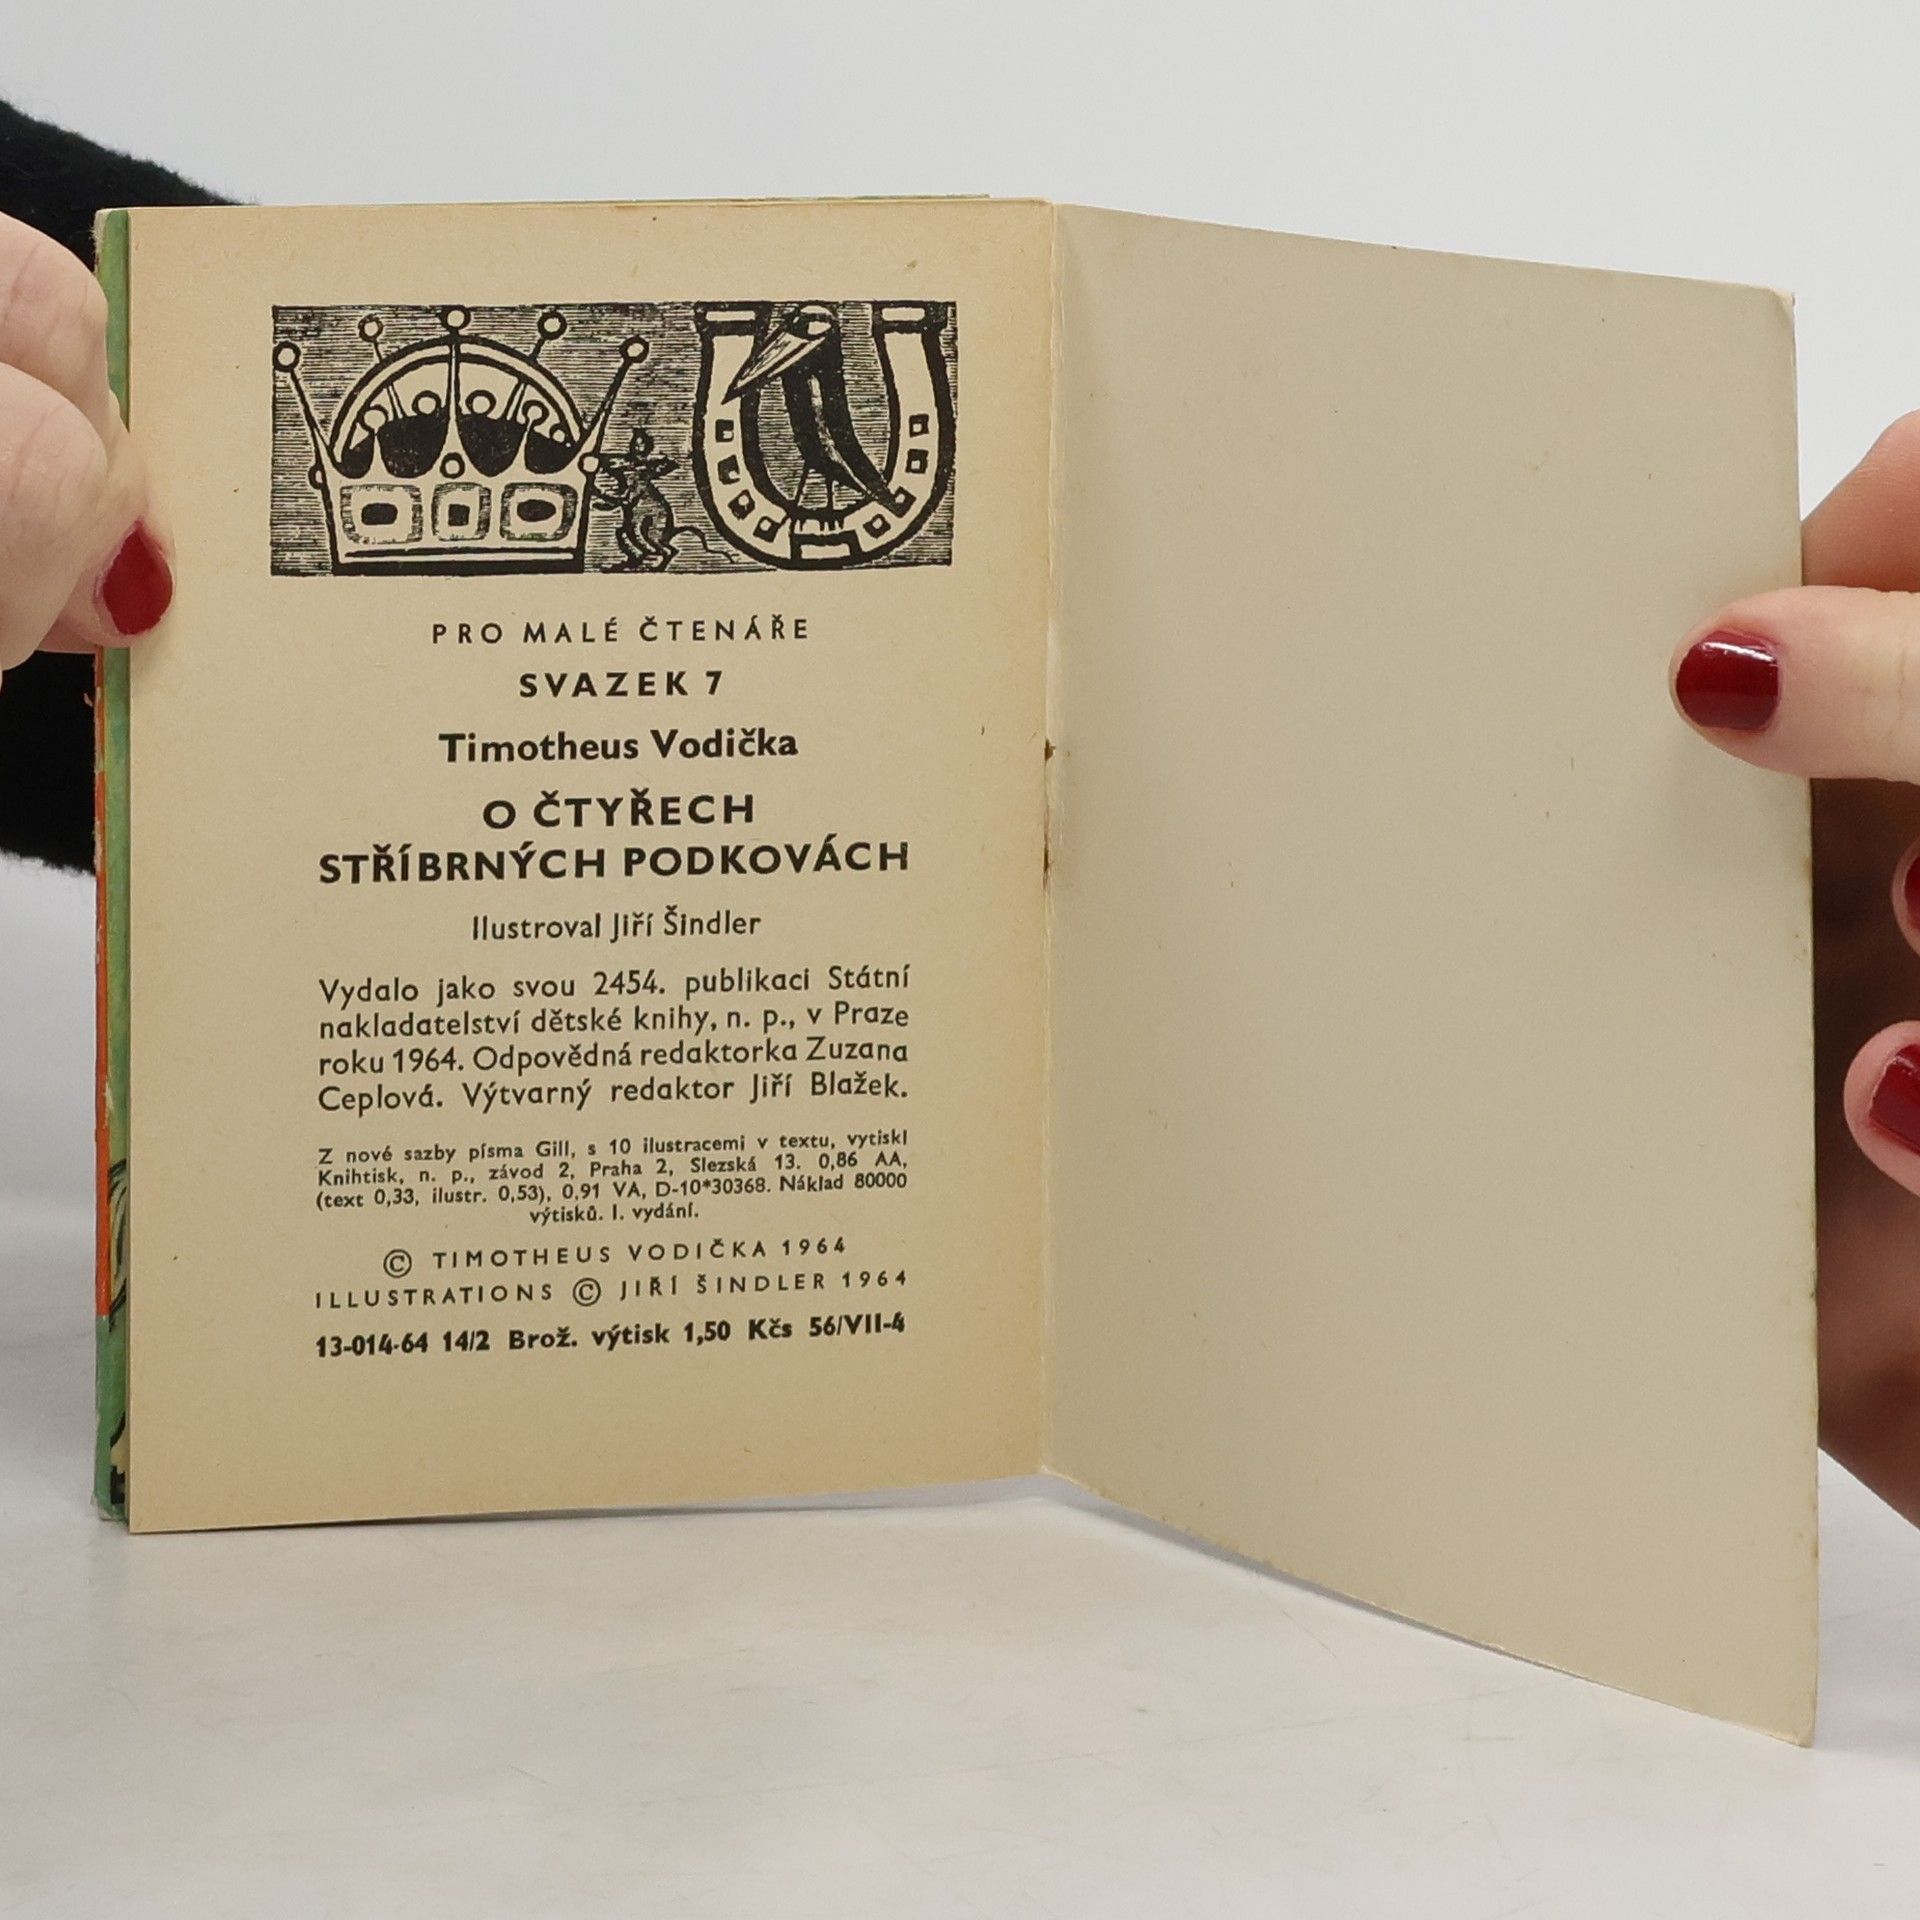 PRO MALÉ ČTENÁŘE
SVAZEK 7
Timotheus Vodička
O ČTYŘECH
STŘÍBRNÝCH PODKOVÁCH
Ilustroval Jiří Šindler
Vydalo jako svou 2454. publikaci Státní
nakladatelství dětské knihy, n. p., v Praze
roku 1964. Odpovědná redaktorka Zuzana
Ceplová. Výtvarný redaktor Jiří Blažek.
Z nové sazby písma Gill, s 10 ilustracemi v textu, vytiskl
Knihtisk, n. p., závod 2, Praha 2, Slezská 13. 0,86 AA,
(text 0,33, ilustr. 0,53), 0,91 VA, D-10*30368. Náklad 80000
výtisků. I. vydání.
© TIMOTHEUS VODIČKA 1964
ILLUSTRATIONS © JIŘÍ ŠINDLER 1964
13-014-64 14/2 Brož. výtisk 1,50 Kčs 56/VII-4